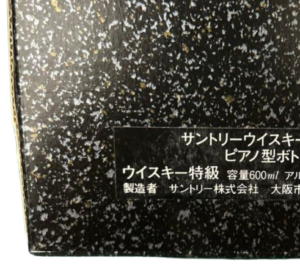 サントリーウイスキー
ピアノ型ボト
ウイスキー特級 容量600ml アル
製造者 サントリー株式会社 大阪市